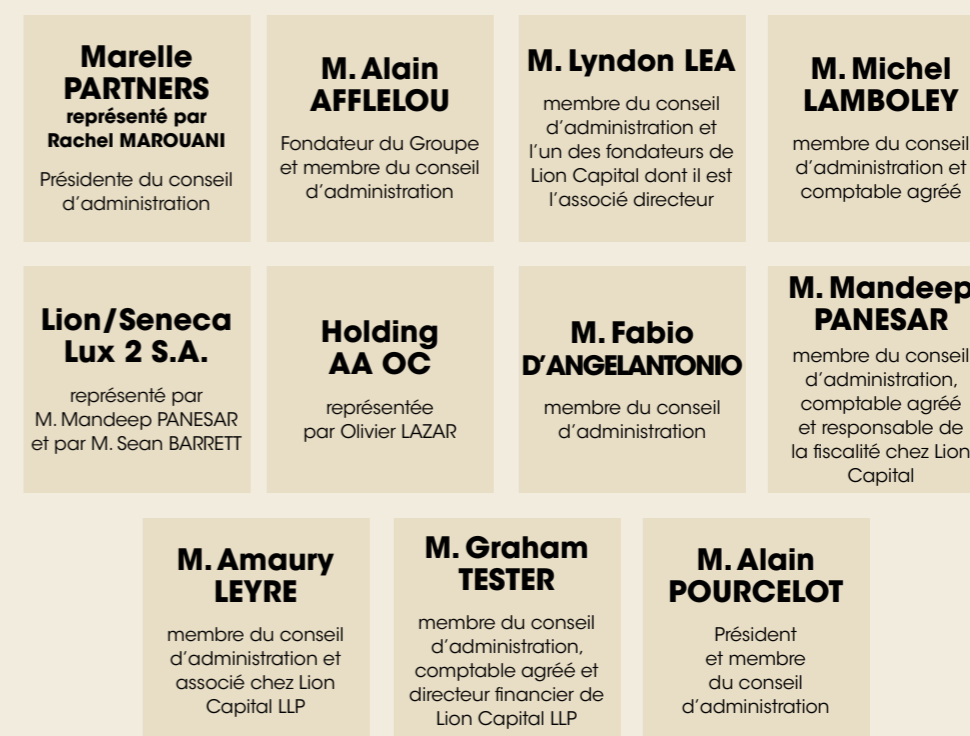 Marelle
PARTNERS
représenté par
Rachel MAROUANI
Présidente du conseil
d'administration
M. Alain
AFFLELOU
Fondateur du Groupe
et membre du conseil
d'administration
M. Lyndon LEA
membre du conseil
d'administration et
l'un des fondateurs de
Lion Capital dont il est
l'associé directeur
M. Michel
LAMBOLEY
membre du conseil
d'administration et
comptable agréé
Lion/Seneca
Lux 2 S.A.
représenté par
M. Mandeep PANESAR
et par M. Sean BARRETT
Holding
AA OC
représentée
par Olivier LAZAR
M. Fabio
D'ANGELANTONIO
membre du conseil
d'administration
M. Mandeep
PANESAR
membre du conseil
d'administration,
comptable agréé
et responsable de
la fiscalité chez Lion
Capital
M. Amaury
LEYRE
membre du conseil
d'administration et
associé chez Lion
Capital LLP
M. Graham
TESTER
membre du conseil
d'administration,
comptable agréé et
directeur financier de
Lion Capital LLP
M. Alain
POURCELOT
Président
et membre
du conseil
d'administration